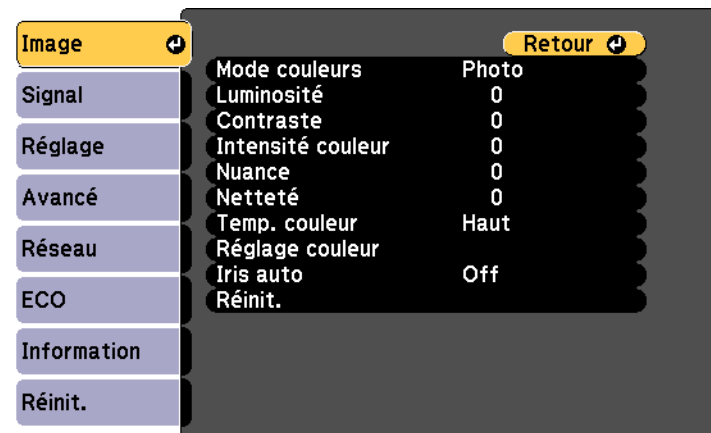 Image
Signal
Réglage
Avancé
Réseau
ECO
Information
Réinit.
Retour
Mode couleurs Photo
Luminosité 0
Contraste 0
Intensité couleur 0
Nuance 0
Netteté 0
Temp. couleur Haut
Réglage couleur
Iris auto Off
Réinit.